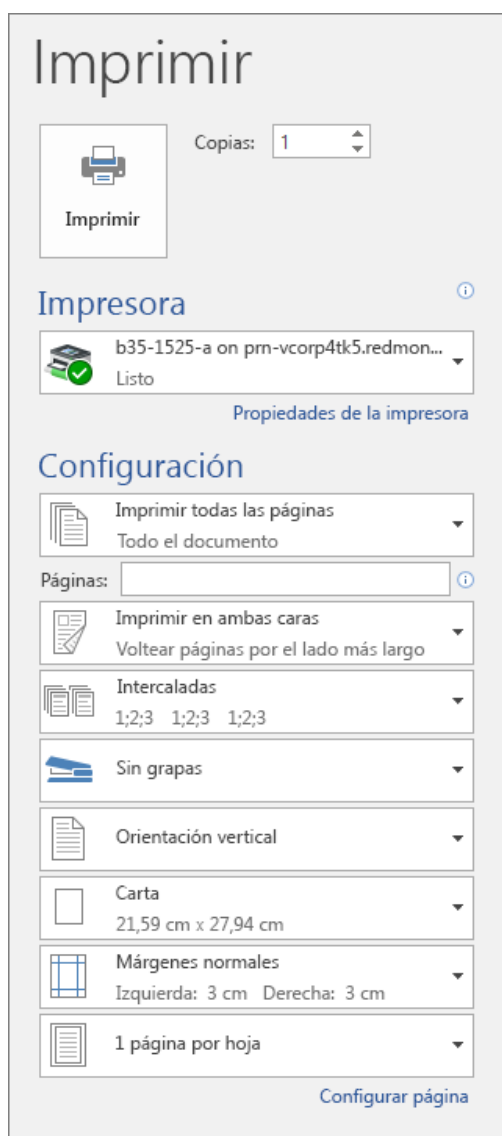 Imprimir
Copias: 1
Imprimir
Impresora
b35-1525-a on prn-vcorp4tk5.redmon...
Listo
Propiedades de la impresora
Configuración
Imprimir todas las páginas
Todo el documento
Páginas:
Imprimir en ambas caras
Voltear páginas por el lado más largo
Intercaladas
1;2;3 1;2;3 1;2;3
Sin grapas
Orientación vertical
Carta
21,59 cm x 27,94 cm
Márgenes normales
Izquierda: 3 cm Derecha: 3 cm
1 página por hoja
Configurar página